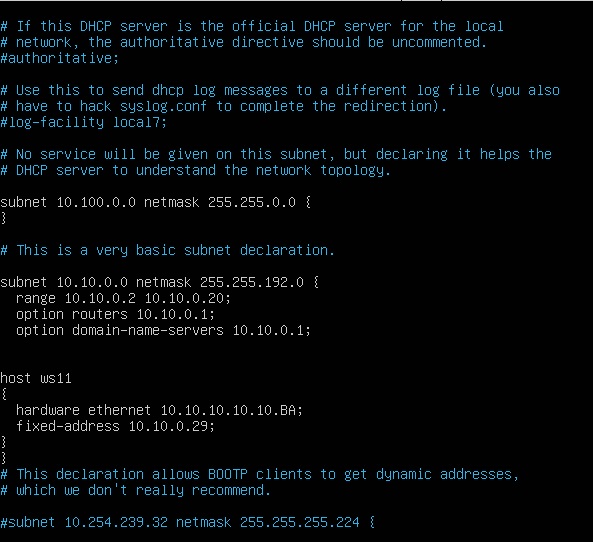 # If this DHCP server is the official DHCP server for the local
# network, the authoritative directive should be uncommented.
#authoritative;
# Use this to send dhcp log messages to a different log file (you also
# have to hack syslog.conf to complete the redirection).
#log-facility local7;
# No service will be given on this subnet, but declaring it helps the
# DHCP server to understand the network topology.
subnet 10.100.0.0 netmask 255.255.0.0 {
}
# This is a very basic subnet declaration.
subnet 10.10.0.0 netmask 255.255.192.0 {
  range 10.10.0.2 10.10.0.20;
  option routers 10.10.0.1;
  option domain-name-servers 10.10.0.1;
host ws11
{
  hardware ethernet 10.10.10.10.10.BA;
  fixed-address 10.10.0.29;
}
}
# This declaration allows BOOTP clients to get dynamic addresses,
# which we don't really recommend.
#subnet 10.254.239.32 netmask 255.255.255.224 {